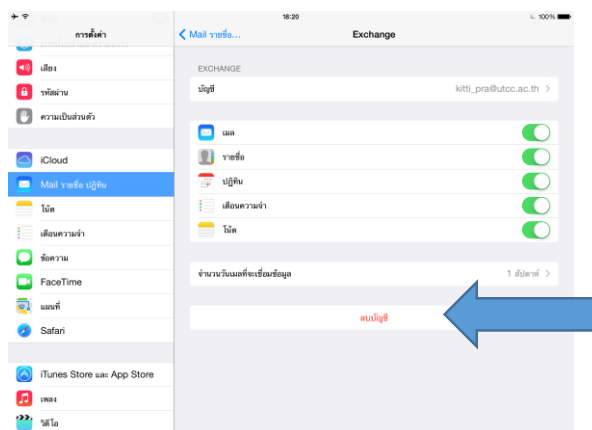 18:20
100%
การตั้งค่า
Mail รายชื่อ...
Exchange
เสียง
รหัสผ่าน
ความเป็นส่วนตัว
iCloud
Mail รายชื่อ ปฏิทิน
โน้ต
เตือนความจำ
ข้อความ
FaceTime
แผนที่
Safari
iTunes Store และ App Store
เพลง
วิดีโอ
EXCHANGE
บัญชี
kitti_pra@utcc.ac.th
เมล
รายชื่อ
ปฏิทิน
เตือนความจำ
โน้ต
จำนวนวันเมลที่จะเชื่อมข้อมูล
1 สัปดาห์
ลบบัญชี